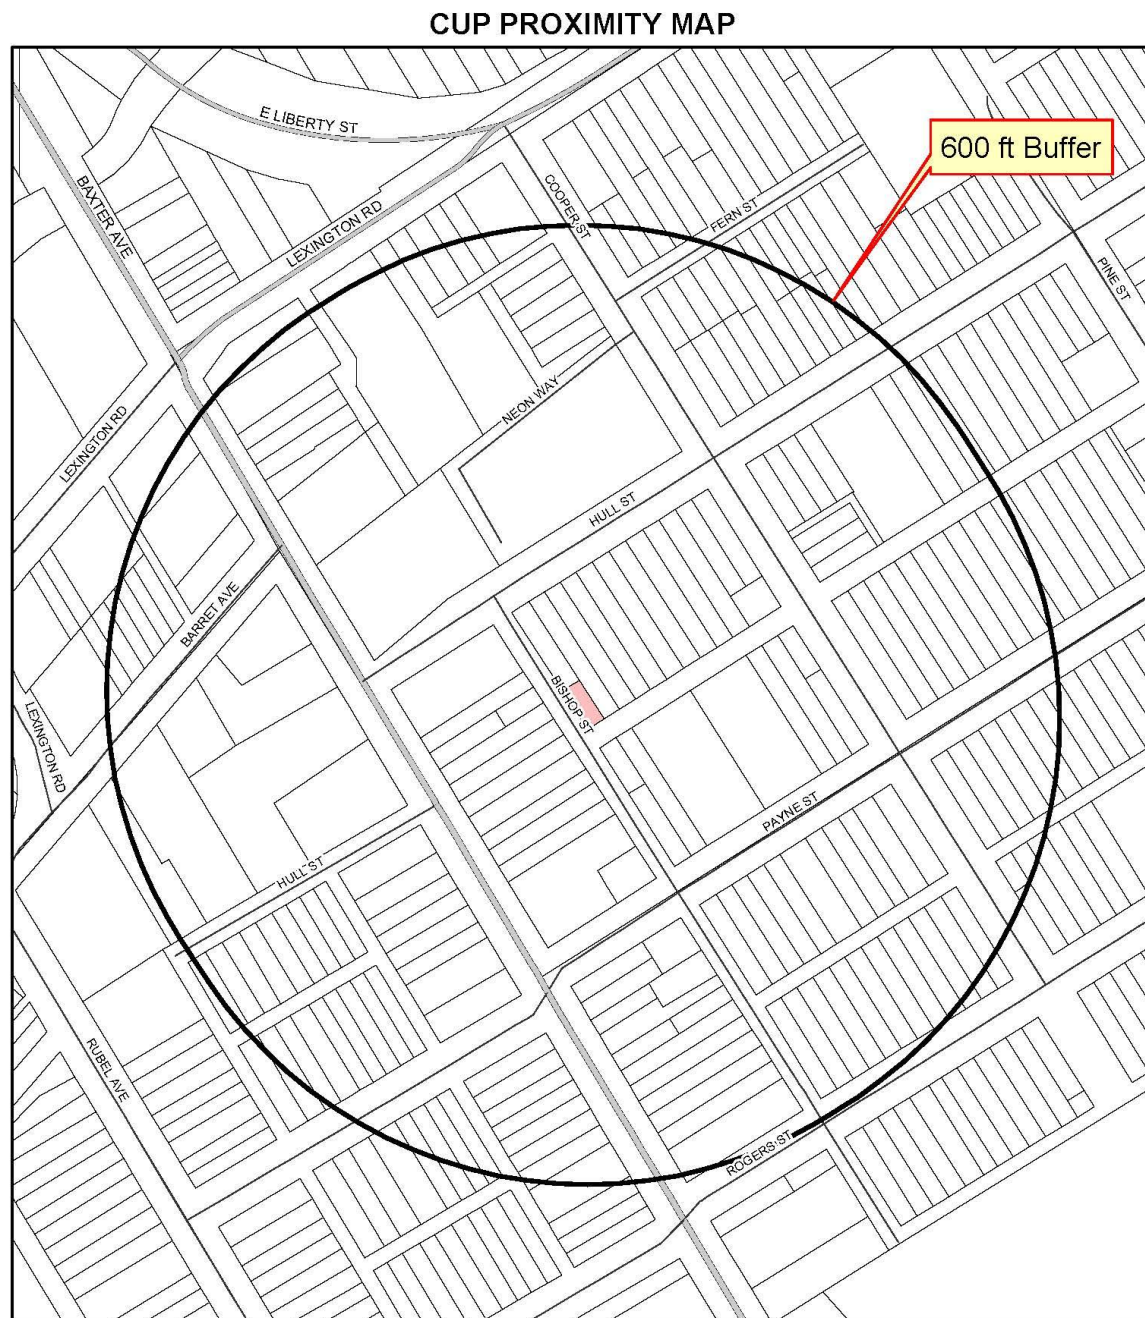 CUP PROXIMITY MAP
E LIBERTY ST
600 ft Buffer
BAXTER AVE
COOPER ST
FERN ST
LEXINGTON RD
PINE ST
NEON WAY
LEXINGTON RD
HULL ST
BARRET AVE
BISHOP ST
LEXINGTON RD
PAYNE ST
HULL ST
RUBEL AVE
ROGERS ST